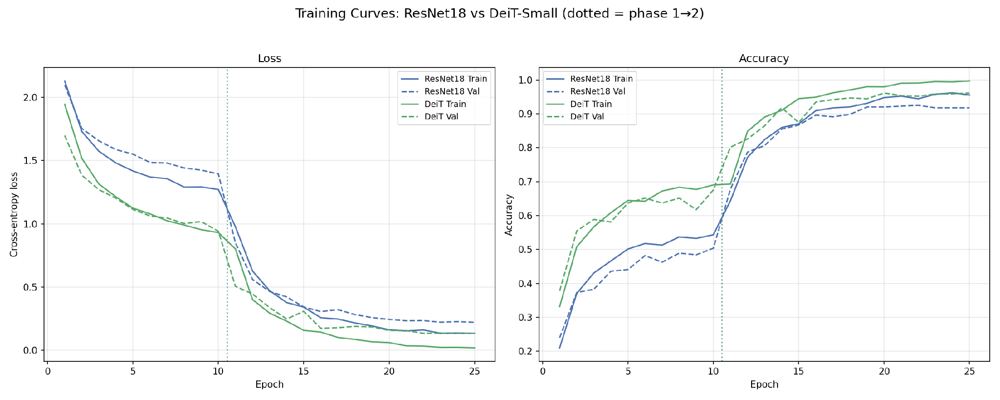 Training Curves: ResNet18 vs DeiT-Small (dotted = phase 1→2)
Loss
Cross-entropy loss
2.0
1.5
1.0
0.5
0.0
0 5 10 15 20 25
Epoch
ResNet18 Train
ResNet18 Val
DeiT Train
DeiT Val
Accuracy
Accuracy
1.0
0.9
0.8
0.7
0.6
0.5
0.4
0.3
0.2
0 5 10 15 20 25
Epoch
ResNet18 Train
ResNet18 Val
DeiT Train
DeiT Val